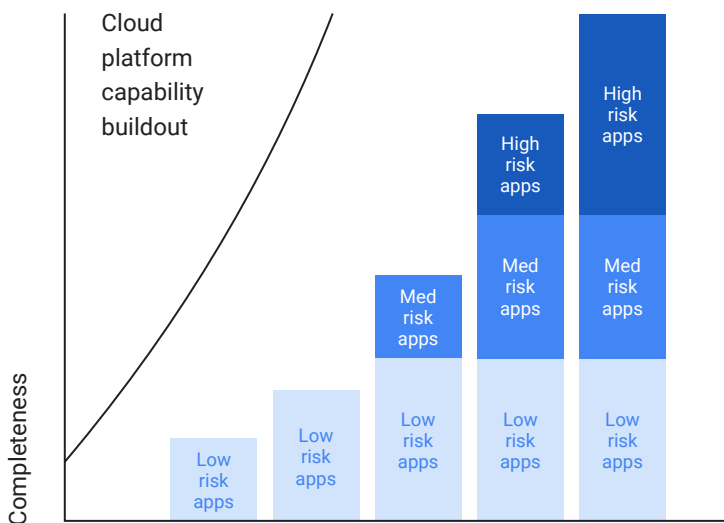 Cloud
platform
capability
buildout
Completeness
Low
risk
apps
Low
risk
apps
Med
risk
apps
Low
risk
apps
High
risk
apps
Med
risk
apps
Low
risk
apps
High
risk
apps
Med
risk
apps
Low
risk
apps